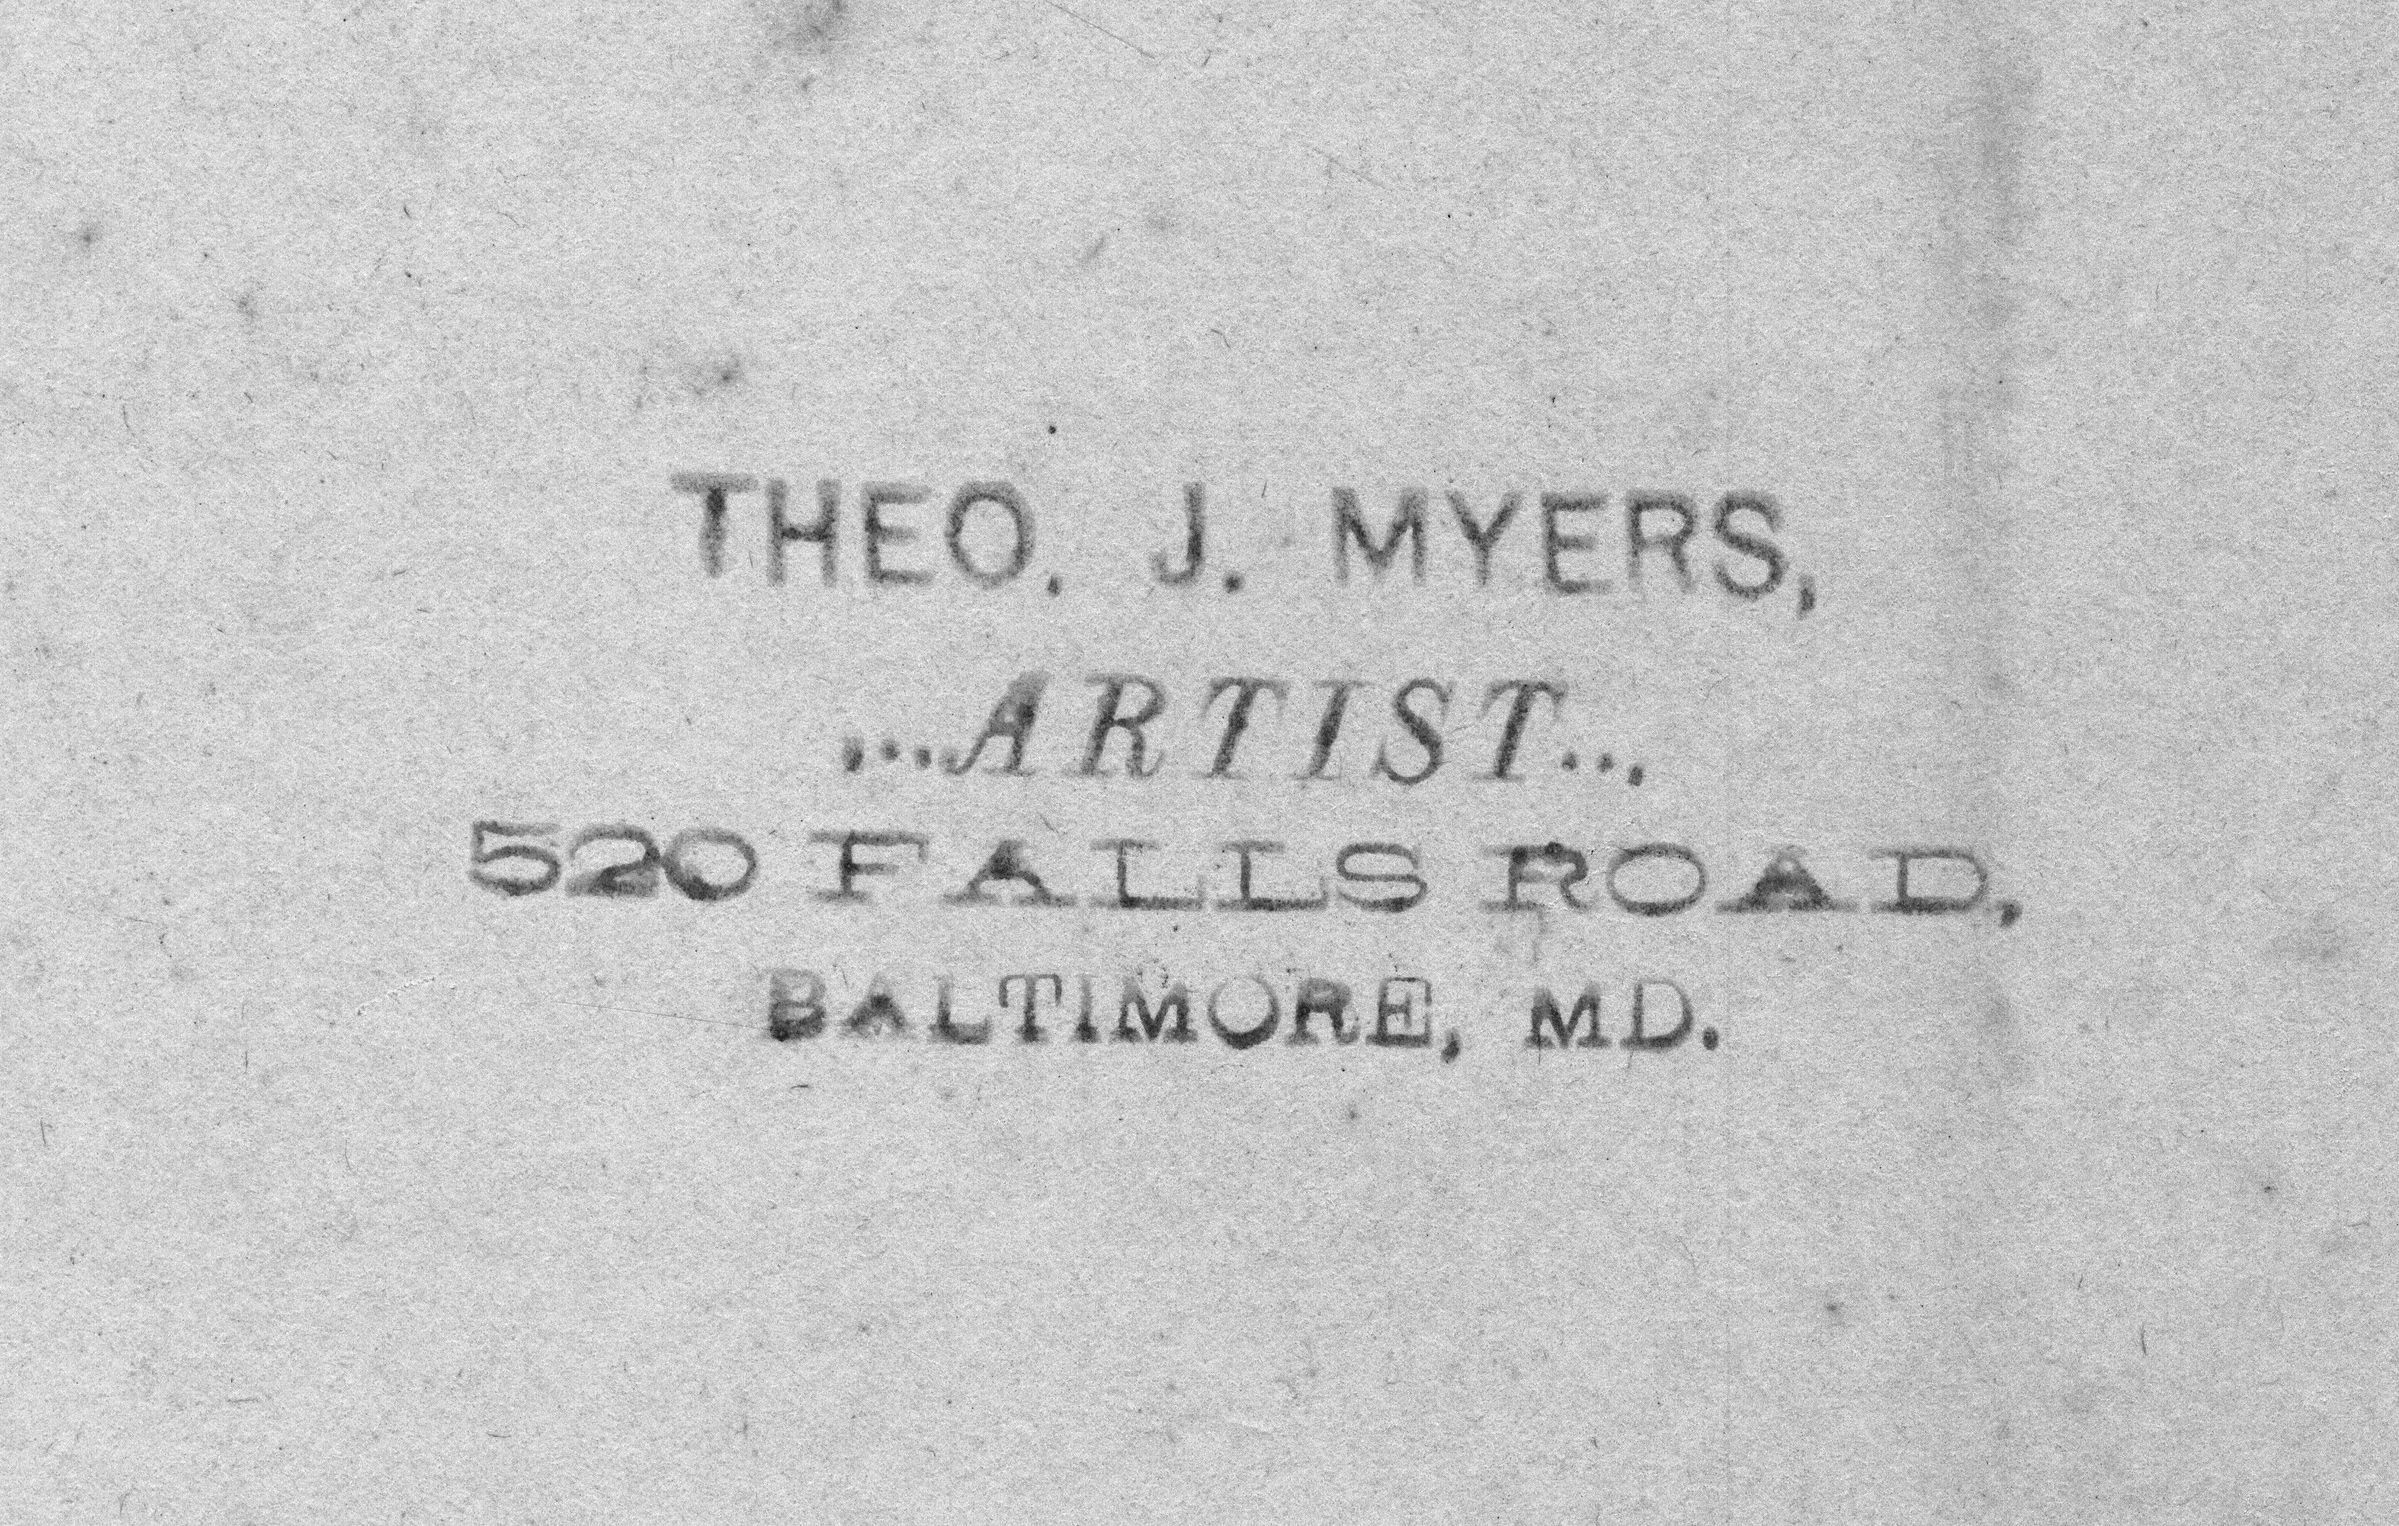 THEO. J. MYERS,
...ARTIST...
520 FALLS ROAD,
BALTIMORE, MD.